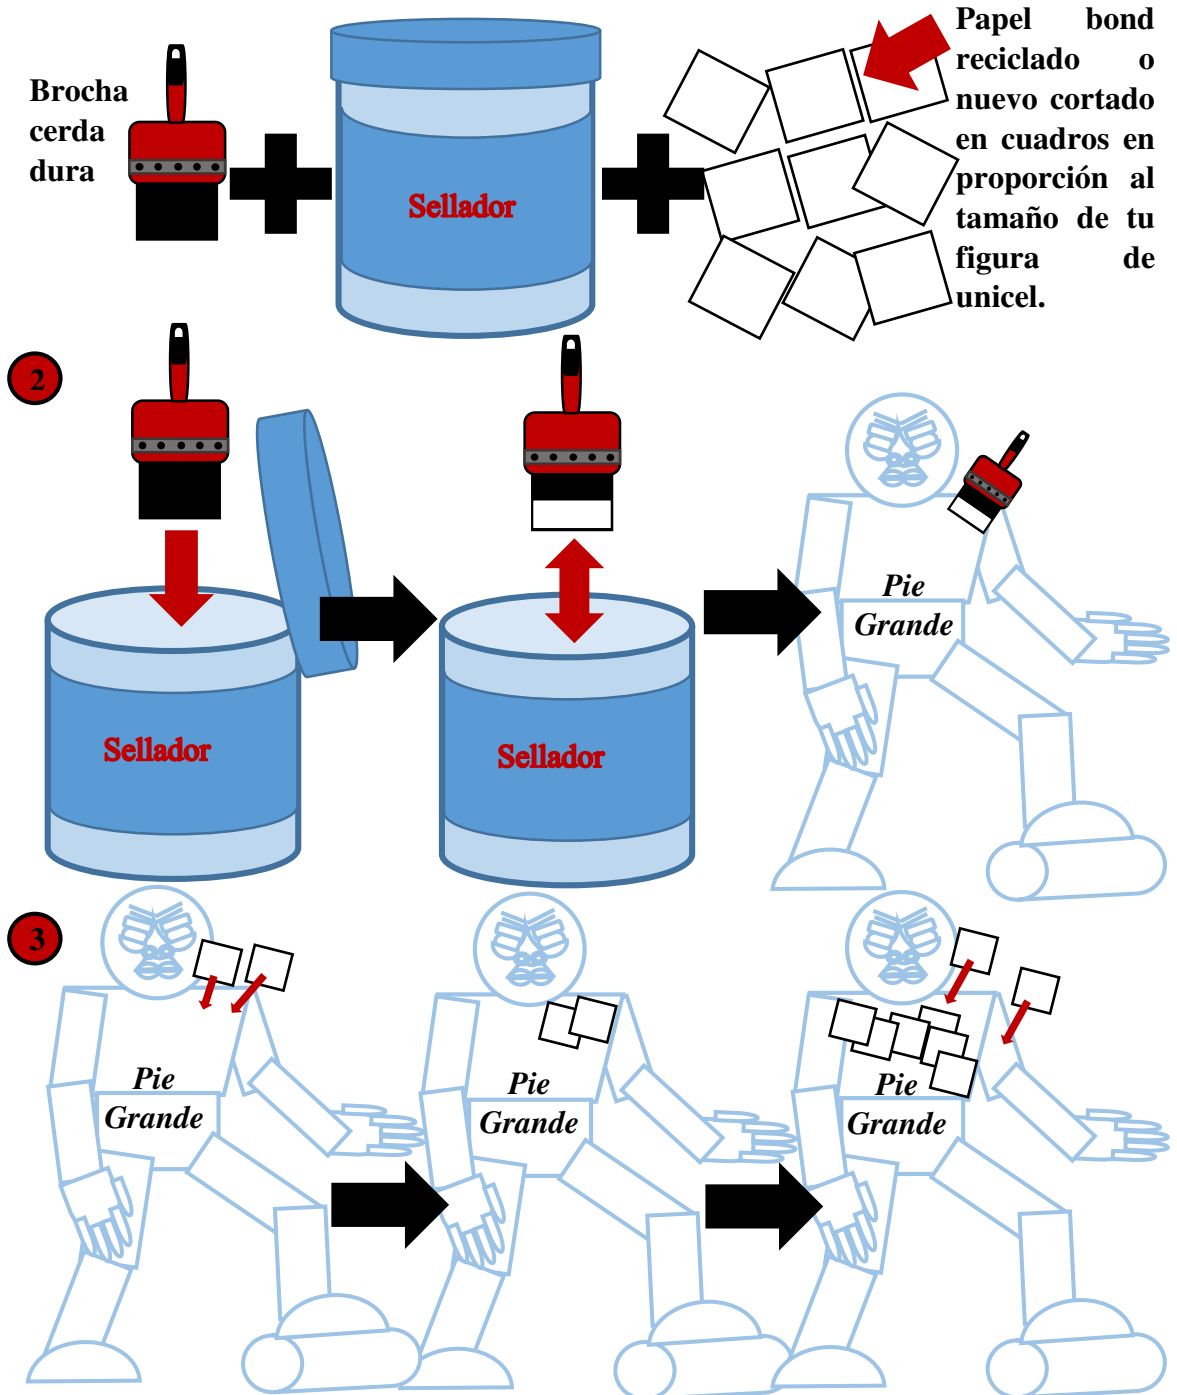 Brocha
cerda
dura
Sellador
Papel bond
reciclado o
nuevo cortado
en cuadros en
proporción al
tamaño de tu
figura de
unicel.
2
Sellador
Sellador
Pie
Grande
3
Pie
Grande
Pie
Grande
Pie
Grande